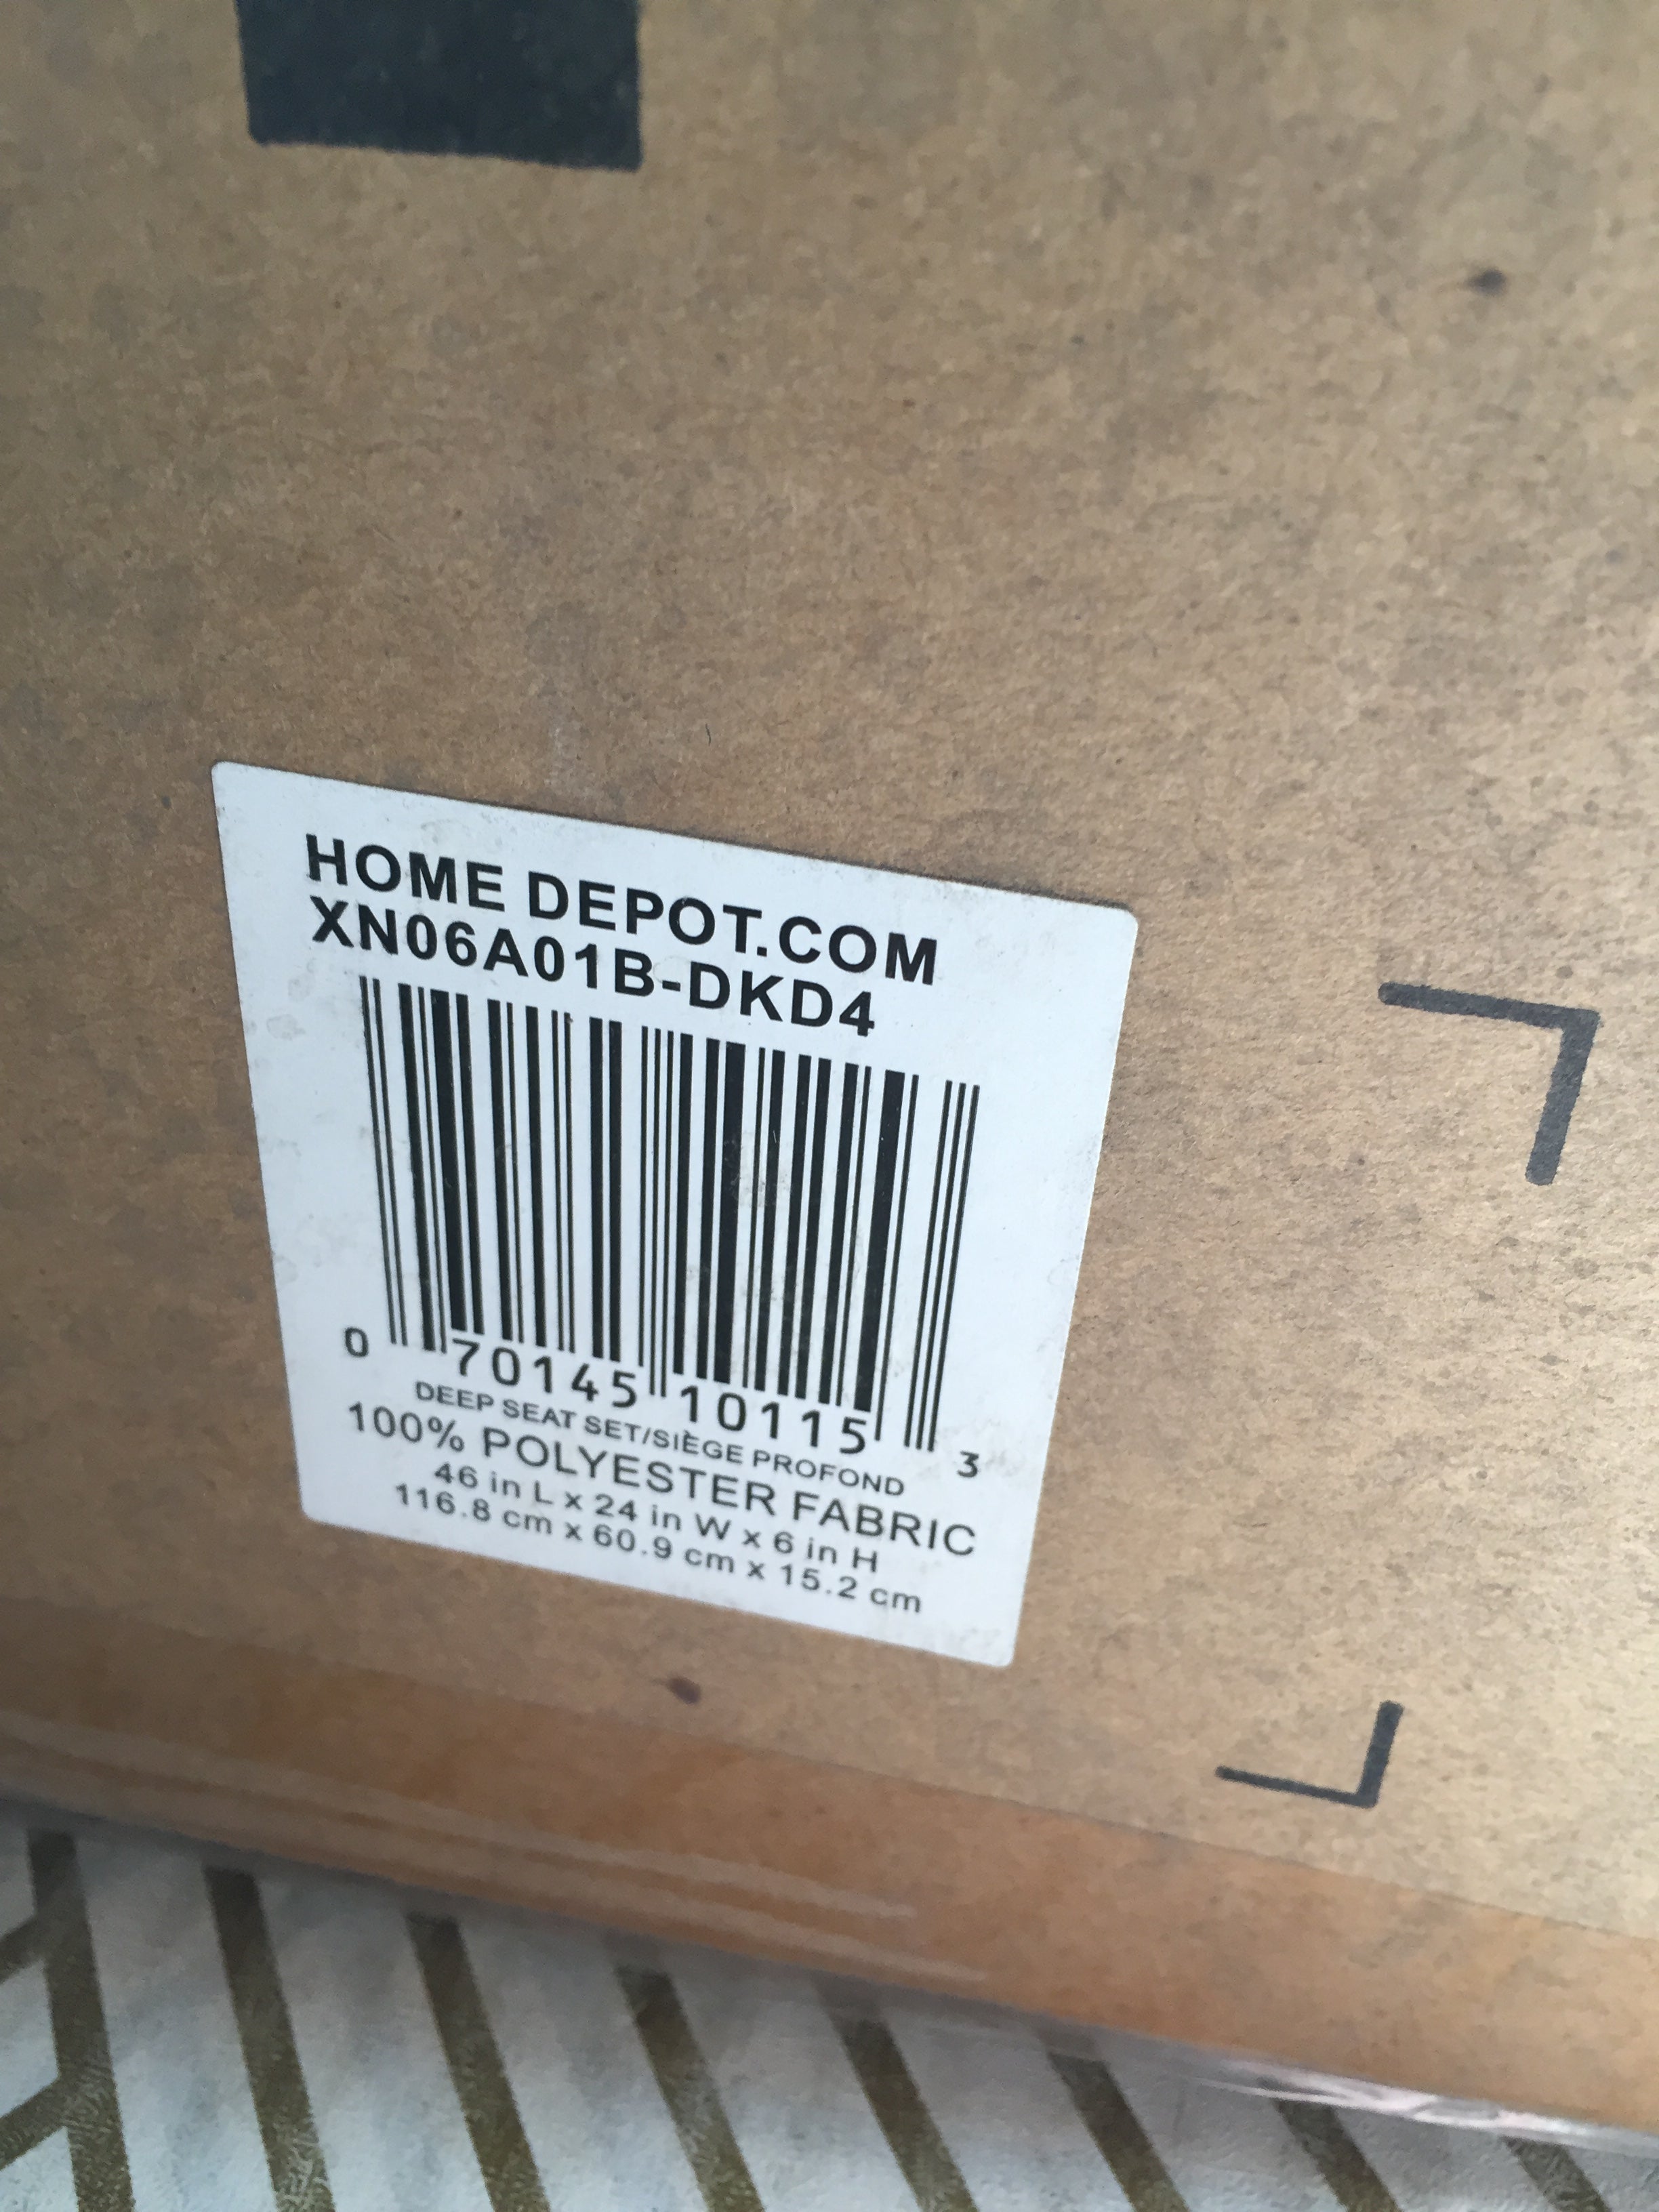 HOME DEPOT.COM
XN06A01B-DKD4
0 70145 10115 3
DEEP SEAT SET/SIÈGE PROFOND
100% POLYESTER FABRIC
46 in L x 24 in W x 6 in H
116.8 cm x 60.9 cm x 15.2 cm